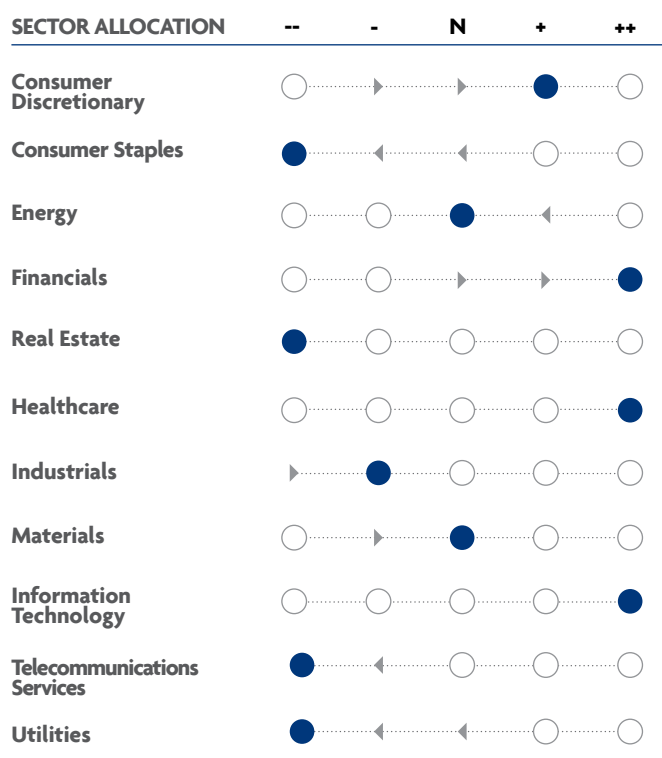 SECTOR ALLOCATION -- - N + ++
Consumer
Discretionary
Consumer Staples
Energy
Financials
Real Estate
Healthcare
Industrials
Materials
Information
Technology
Telecommunications
Services
Utilities